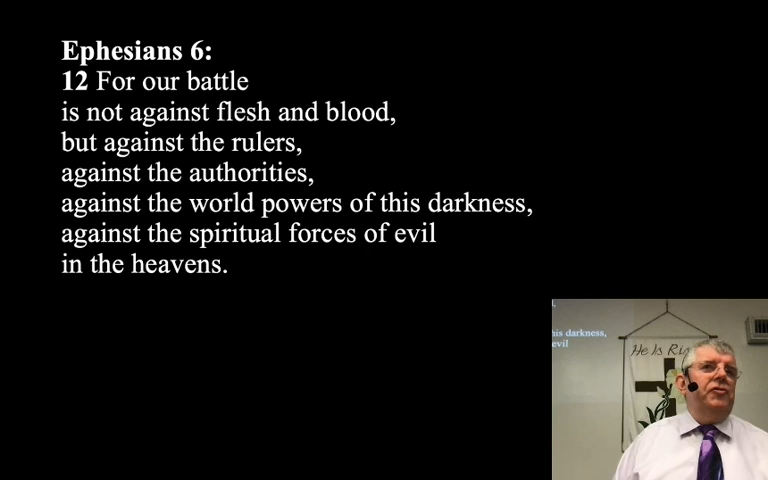 Ephesians 6:
12 For our battle
is not against flesh and blood,
but against the rulers,
against the authorities,
against the world powers of this darkness,
against the spiritual forces of evil
in the heavens.
his darkness,
evil
He Is